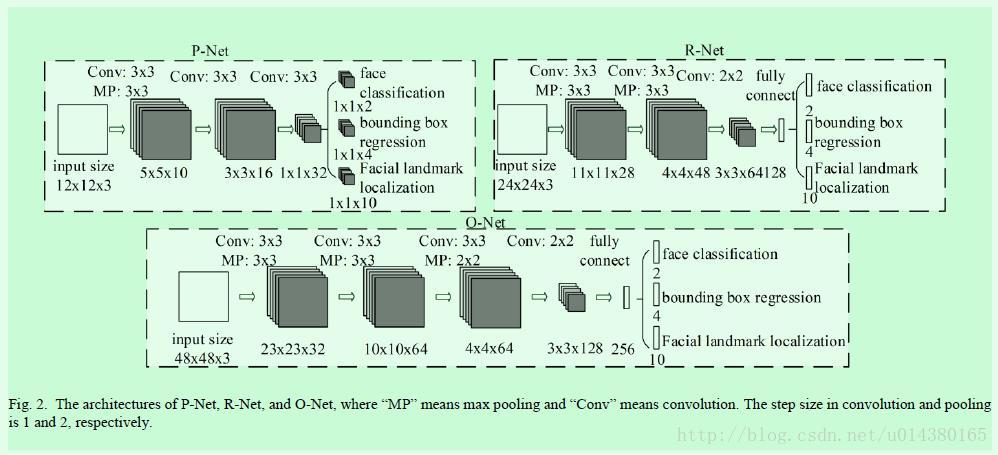 P-Net
Conv: 3x3 Conv: 3x3 Conv: 3x3
MP: 3x3
face
classification
1x1x2
bounding box
regression
1x1x4
Facial landmark
localization
1x1x10
input size
12x12x3
5x5x10
3x3x16
1x1x32
R-Net
Conv: 3x3 Conv: 3x3 Conv: 2x2 fully
MP: 3x3 MP: 3x3 connect
face classification
2
bounding box
regression
4
Facial landmark
localization
10
input size
24x24x3
11x11x28
4x4x48
3x3x64
128
O-Net
Conv: 3x3 Conv: 3x3 Conv: 3x3 Conv: 2x2 fully
MP: 3x3 MP: 3x3 MP: 2x2 connect
face classification
2
bounding box regression
4
Facial landmark localization
10
input size
48x48x3
23x23x32
10x10x64
4x4x64
3x3x128
256
Fig. 2. The architectures of P-Net, R-Net, and O-Net, where “MP” means max pooling and “Conv” means convolution. The step size in convolution and pooling
is 1 and 2, respectively.
http://blog.csdn.net/u014380165